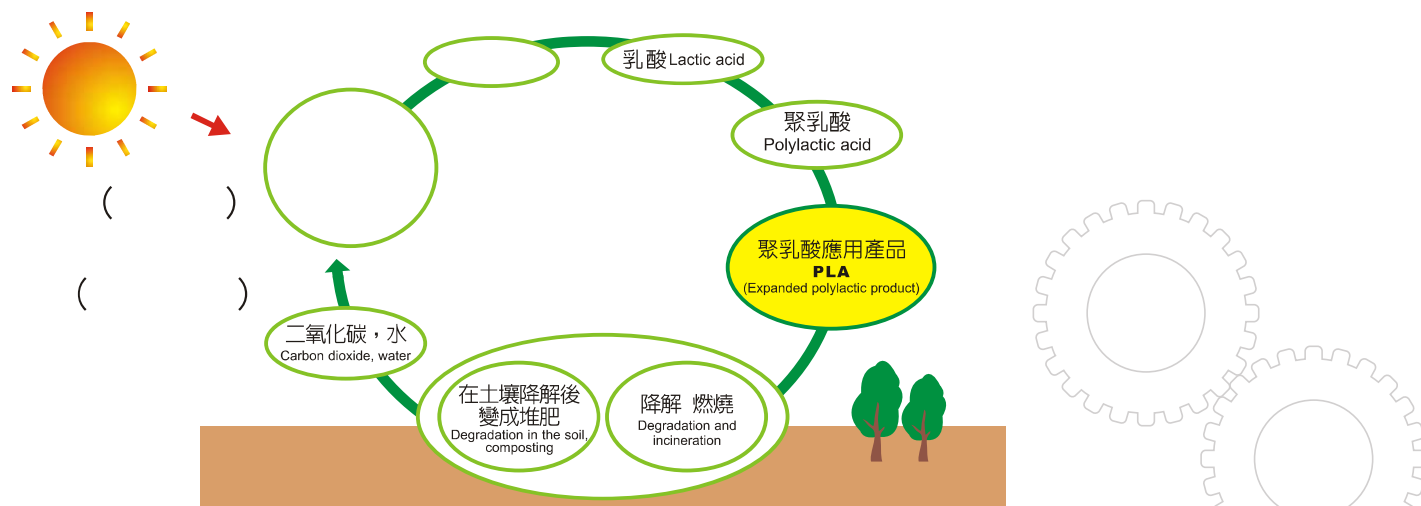 乳酸 Lactic acid
聚乳酸
Polylactic acid
聚乳酸應用產品
PLA
(Expanded polylactic product)
降解 燃燒
Degradation and
incineration
在土壤降解後
變成堆肥
Degradation in the soil,
composting
二氧化碳，水
Carbon dioxide, water
(          )
(          )